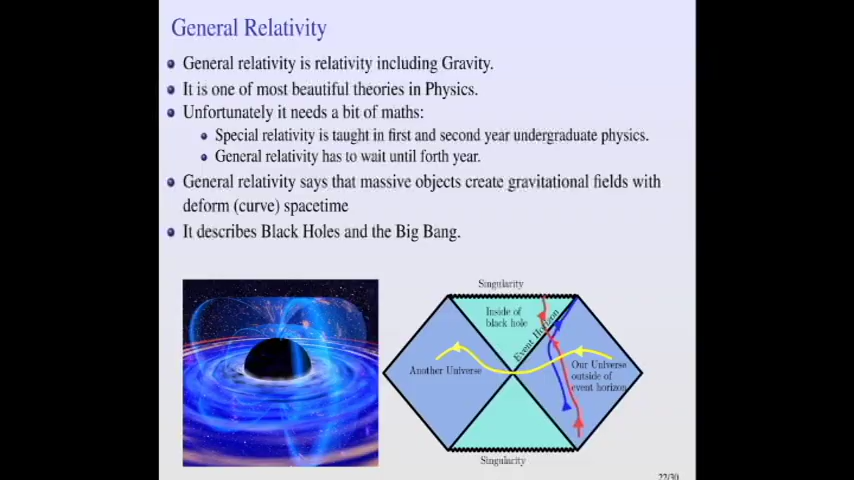 General Relativity
General relativity is relativity including Gravity.
It is one of most beautiful theories in Physics.
Unfortunately it needs a bit of maths:
Special relativity is taught in first and second year undergraduate physics.
General relativity has to wait until forth year.
General relativity says that massive objects create gravitational fields with
deform (curve) spacetime
It describes Black Holes and the Big Bang.
Singularity
Inside of
black hole
Event Horizon
Another Universe
Our Universe
outside of
event horizon
Singularity
22/30